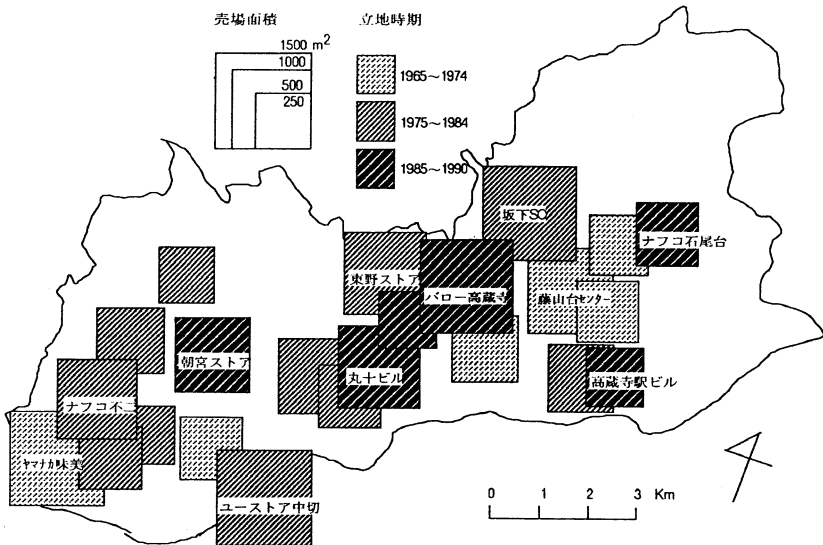 売場面積
1500 m²
1000
500
250
立地時期
1965～1974
1975～1984
1985～1990
坂下SC
ナフコ石尾台
東野ストア
バロー高蔵寺
藤山台センター
朝宮ストア
丸十ビル
高蔵寺駅ビル
ナフコ不二
ヤマナカ味美
ユーストア中切
0 1 2 3 Km